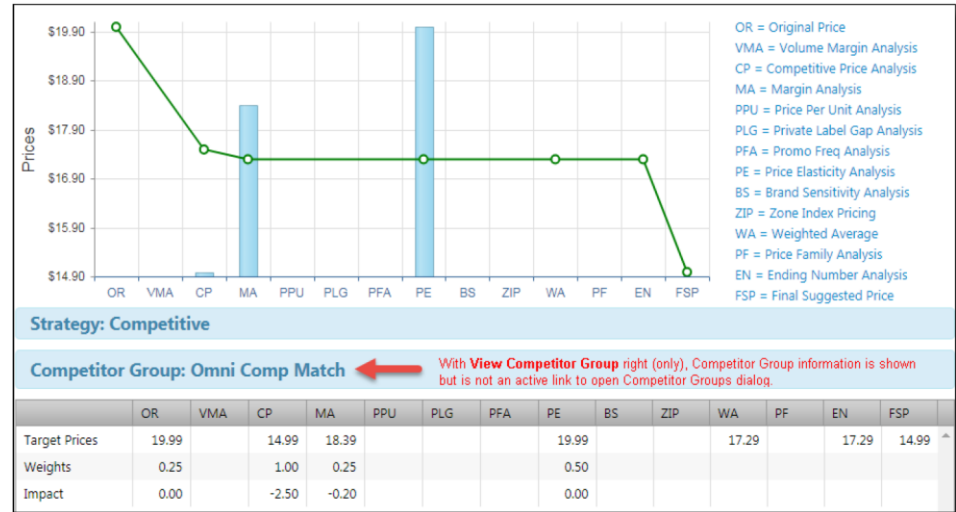 $19.90
$18.90
$17.90
$16.90
$15.90
$14.90
Prices
OR VMA CP MA PPU PLG PFA PE BS ZIP WA PF EN FSP
OR = Original Price
VMA = Volume Margin Analysis
CP = Competitive Price Analysis
MA = Margin Analysis
PPU = Price Per Unit Analysis
PLG = Private Label Gap Analysis
PFA = Promo Freq Analysis
PE = Price Elasticity Analysis
BS = Brand Sensitivity Analysis
ZIP = Zone Index Pricing
WA = Weighted Average
PF = Price Family Analysis
EN = Ending Number Analysis
FSP = Final Suggested Price
Strategy: Competitive
Competitor Group: Omni Comp Match
With View Competitor Group right (only), Competitor Group information is shown
but is not an active link to open Competitor Groups dialog.
OR VMA CP MA PPU PLG PFA PE BS ZIP WA PF EN FSP
Target Prices 19.99 14.99 18.39 19.99 17.29 17.29 14.99
Weights 0.25 1.00 0.25 0.50
Impact 0.00 -2.50 -0.20 0.00